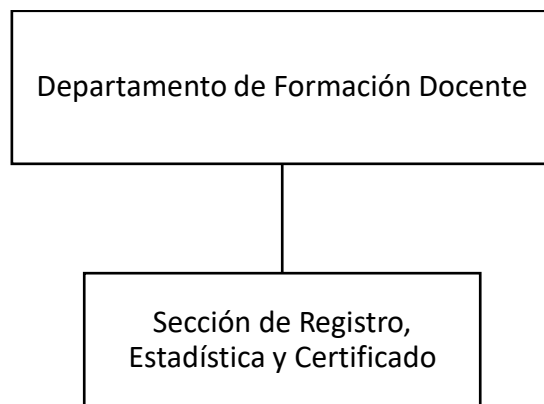 Departamento de Formación Docente
Sección de Registro,
Estadística y Certificado